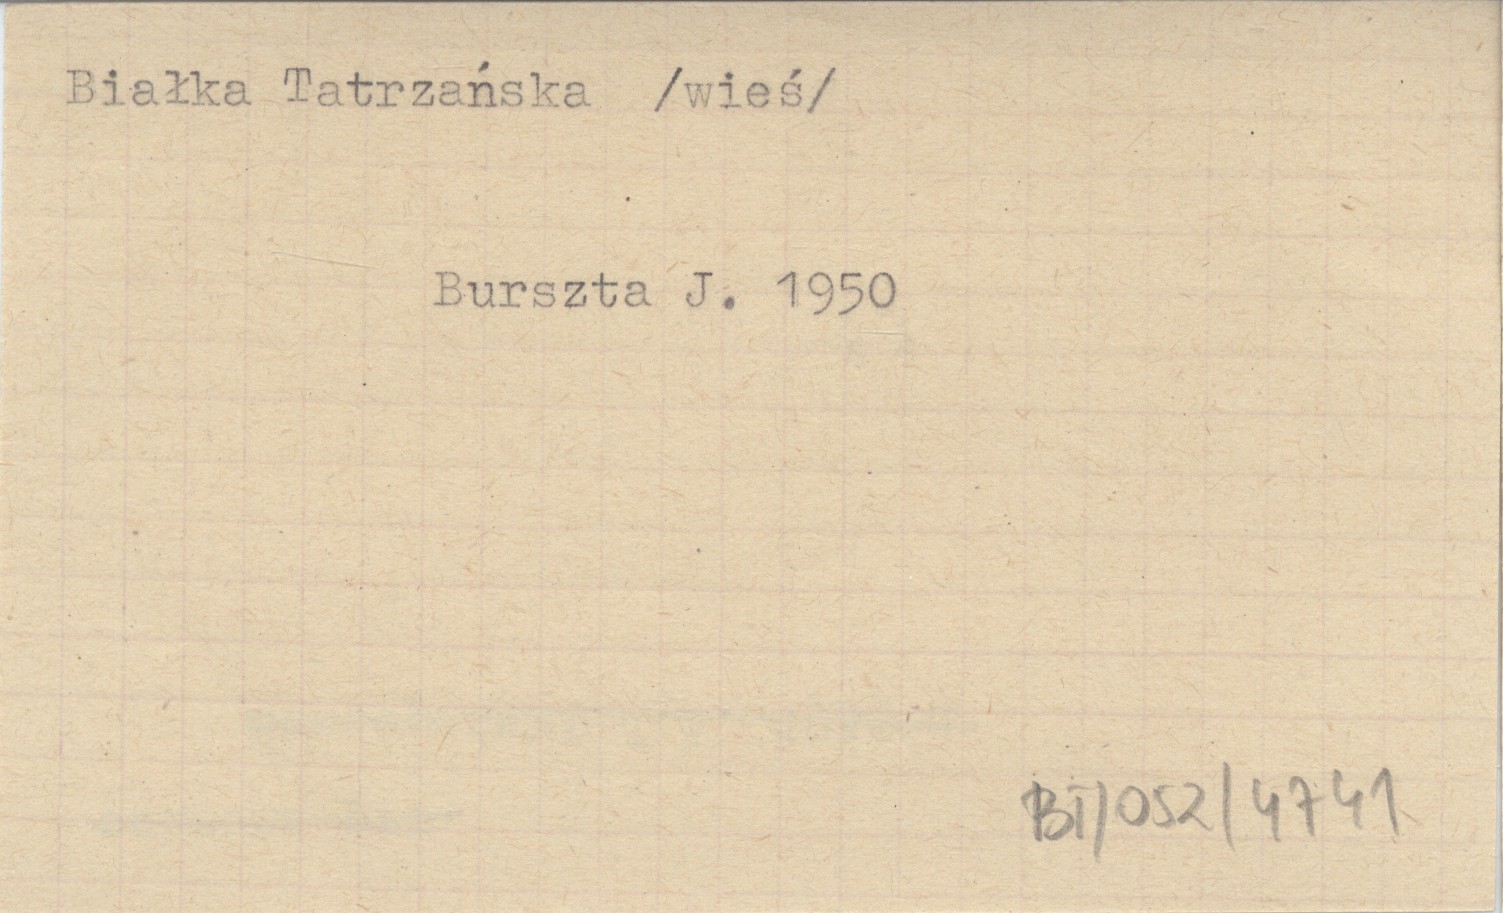 Białka Tatrzańska /wieś/
Burszta J. 1950
BI/052/4741